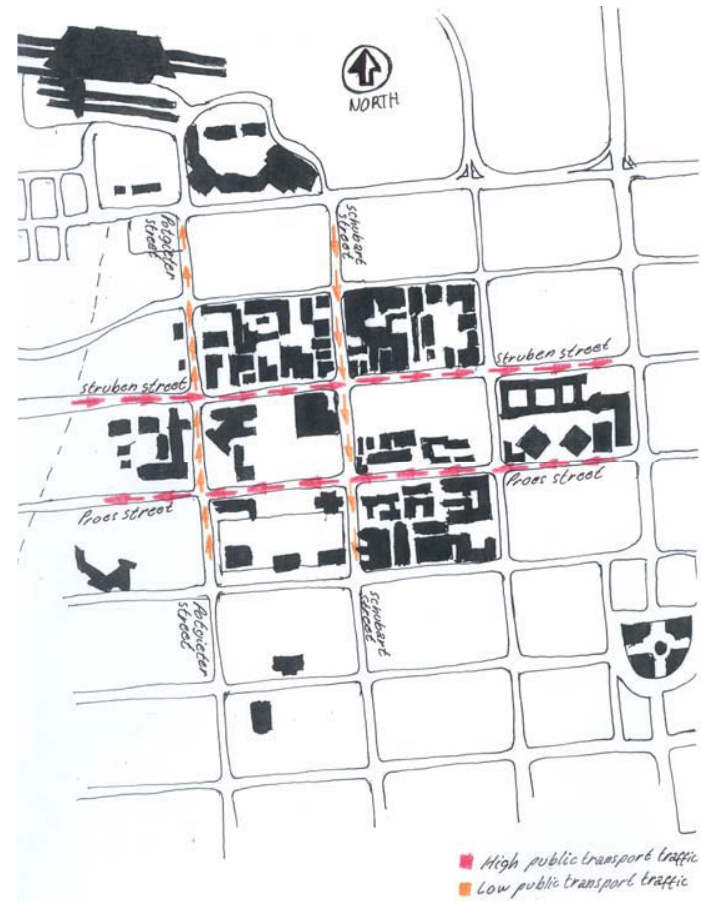 NORTH
Potgieter
street
schubart
street
struben street
struben street
Proes street
Proes street
Potgieter
street
schubart
street
High public transport traffic
Low public transport traffic